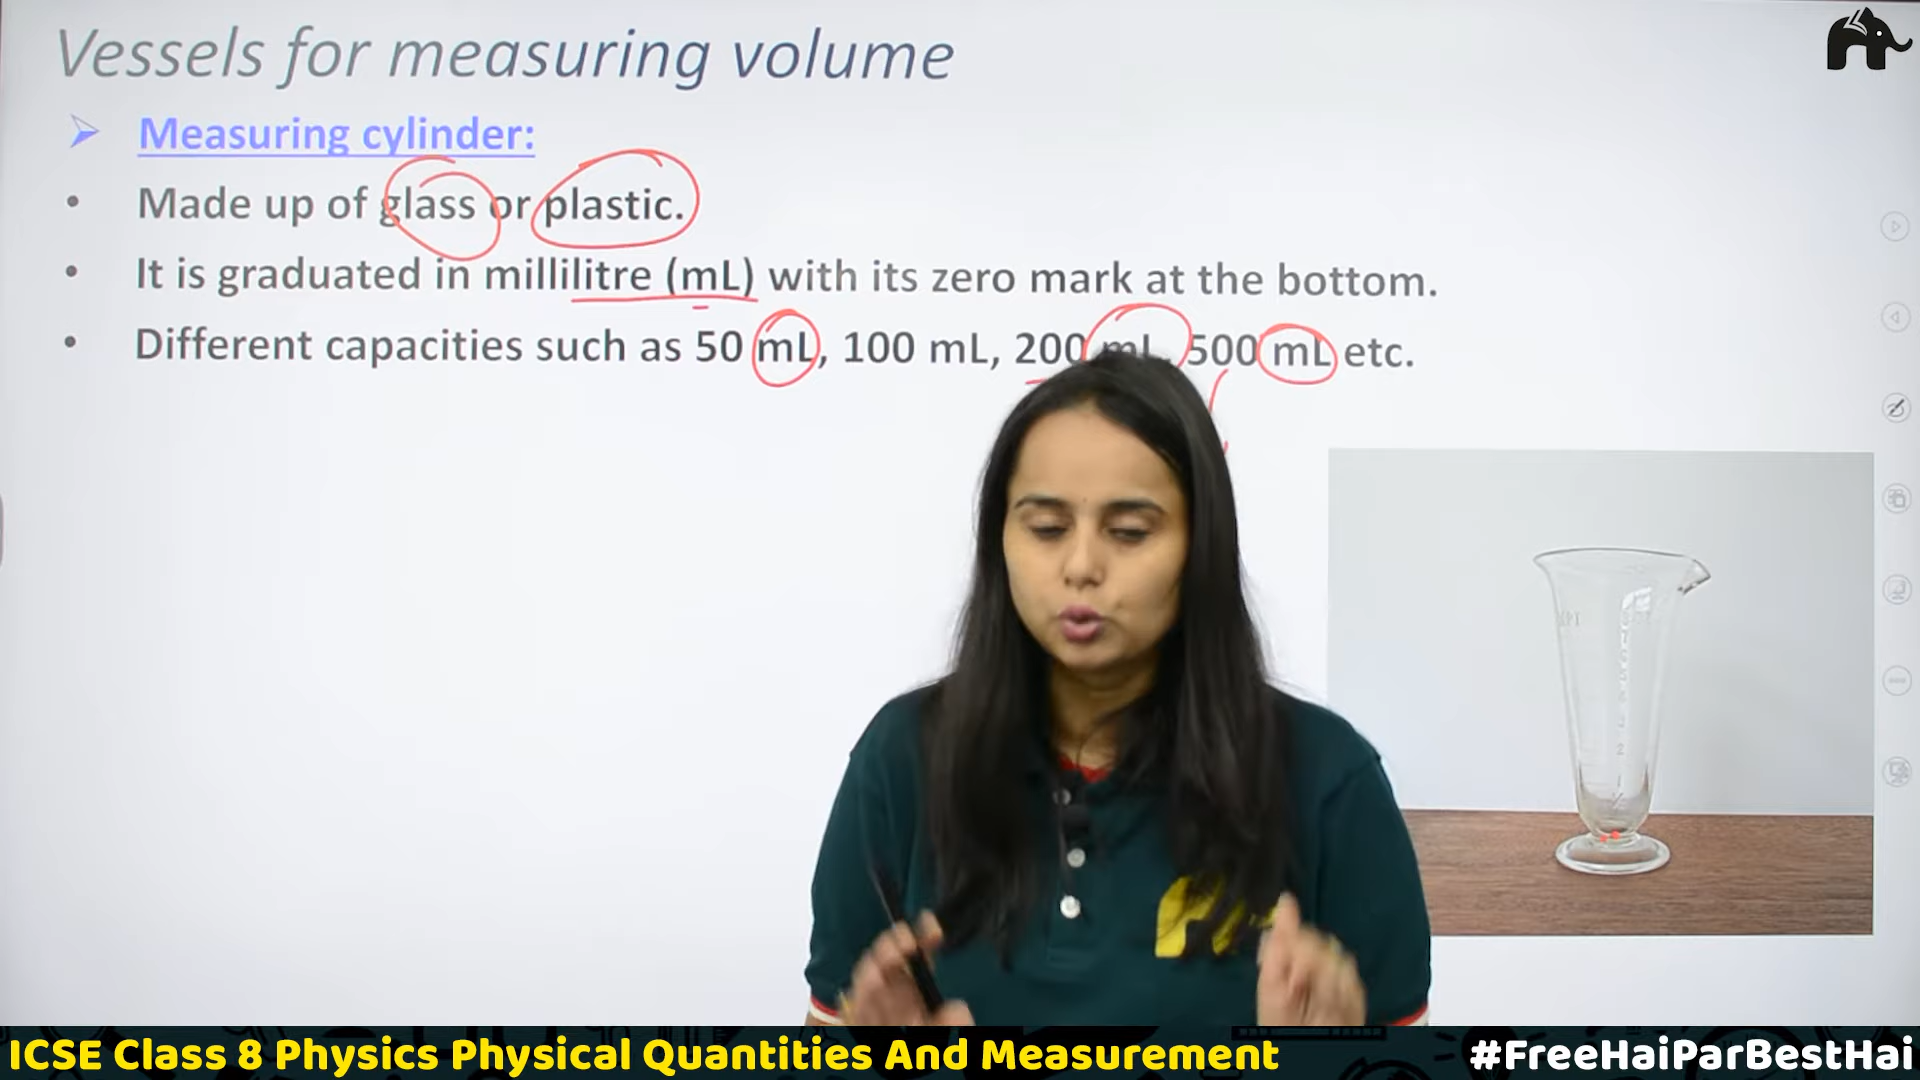 Vessels for measuring volume
➢ Measuring cylinder:
• Made up of glass or plastic.
• It is graduated in millilitre (mL) with its zero mark at the bottom.
• Different capacities such as 50 mL, 100 mL, 200 mL, 500 mL etc.
ICSE Class 8 Physics Physical Quantities And Measurement
#FreeHaiParBestHai